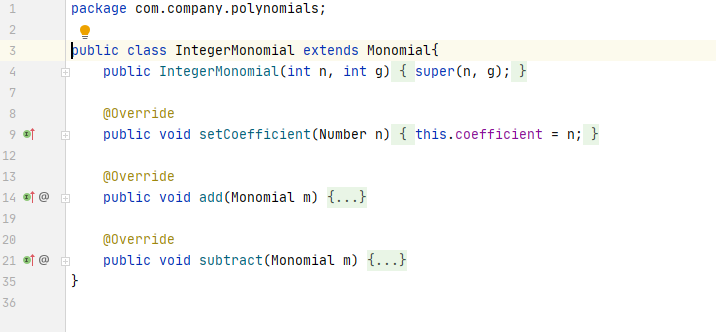 1 package com.company.polynomials;
2
3 public class IntegerMonomial extends Monomial{
4 public IntegerMonomial(int n, int g) { super(n, g); }
7
8 @Override
9 public void setCoefficient(Number n) { this.coefficient = n; }
12
13 @Override
14 @ public void add(Monomial m) {...}
19
20 @Override
21 @ public void subtract(Monomial m) {...}
35 }
36